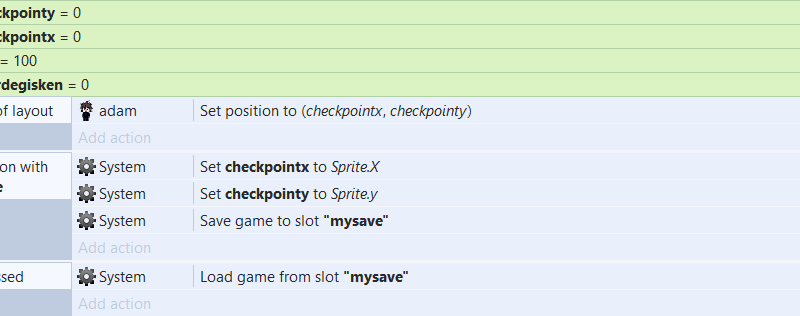 ckpointy = 0
ckpointx = 0
= 100
rdegisken = 0
of layout adam Set position to (checkpointx, checkpointy)
Add action
on with System Set checkpointx to Sprite.X
e System Set checkpointy to Sprite.y
System Save game to slot "mysave"
Add action
ssed System Load game from slot "mysave"
Add action